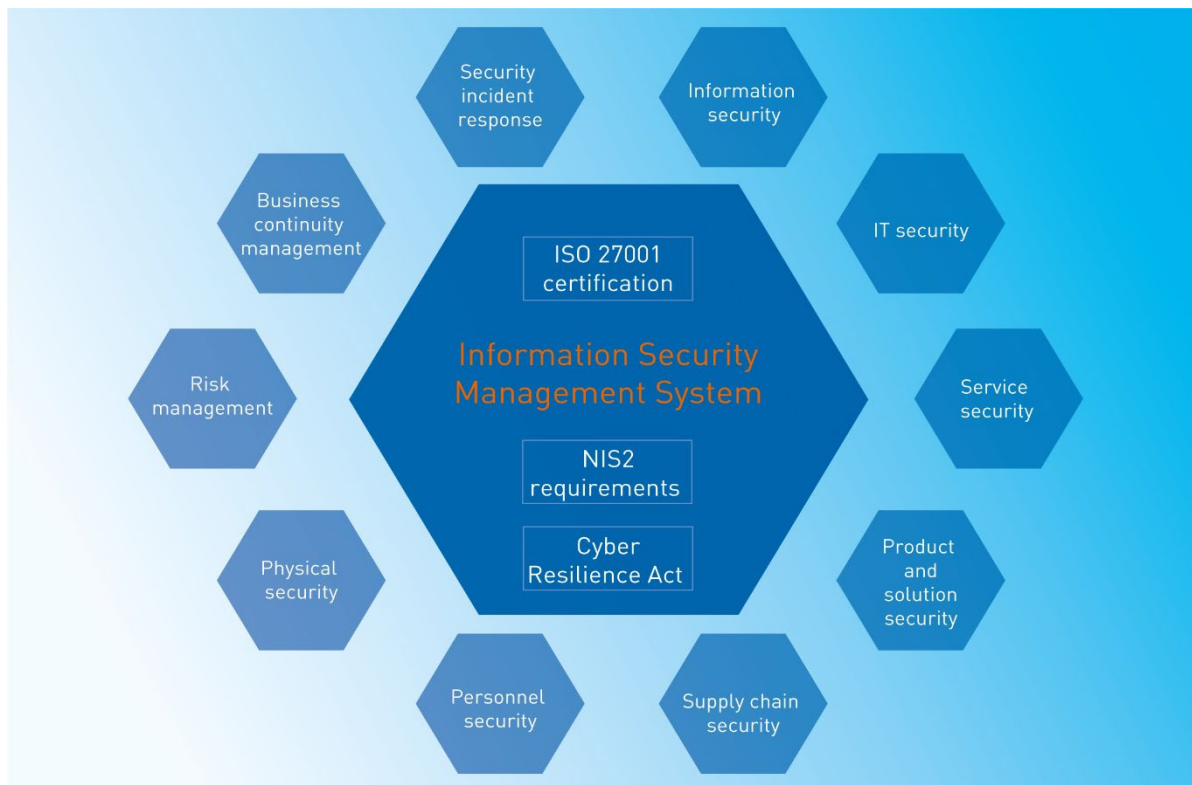 Security
incident
response
Information
security
Business
continuity
management
IT security
ISO 27001
certification
Information Security
Management System
Risk
management
Service
security
NIS2
requirements
Cyber
Resilience Act
Physical
security
Product
and
solution
security
Personnel
security
Supply chain
security